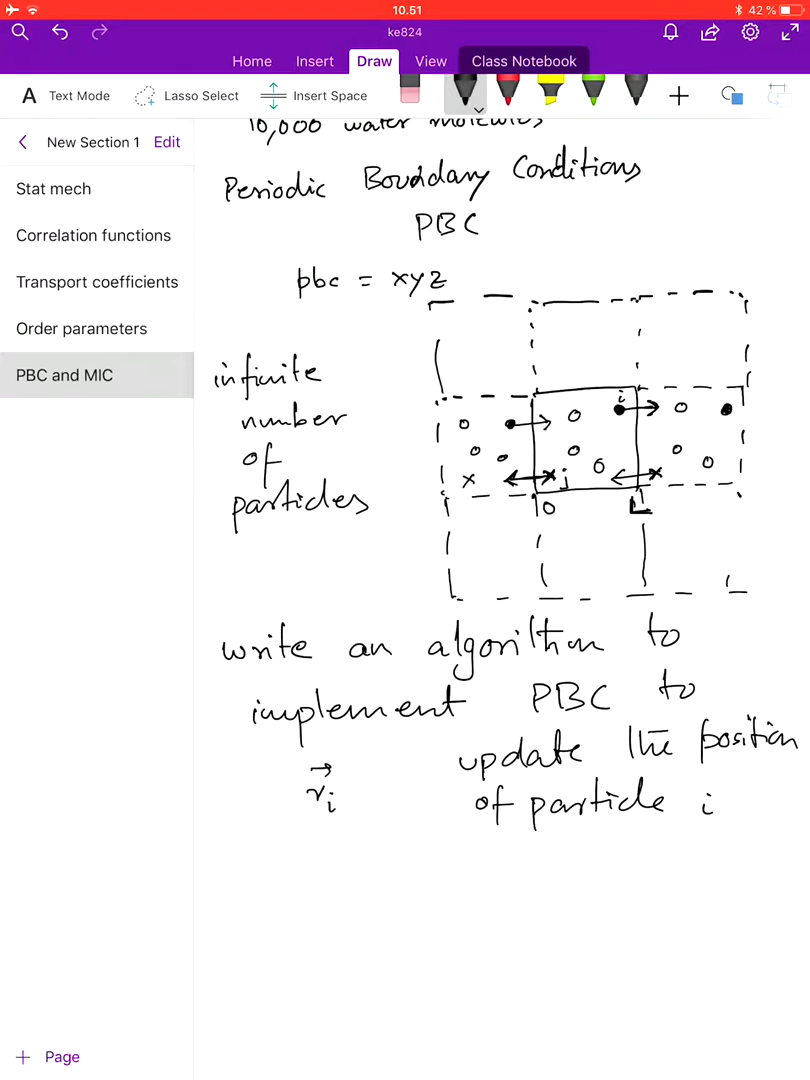 10.51
42 %
ke824
Home Insert Draw View Class Notebook
A Text Mode Lasso Select Insert Space
New Section 1 Edit
Stat mech
Correlation functions
Transport coefficients
Order parameters
PBC and MIC
Page
10,000 water molecules
Periodic Boundary Conditions
PBC
pbc = xyz
infinite
number
of
particles
i
j
0 L
write an algorithm to
implement PBC to
update the position
r⃗i of particle i